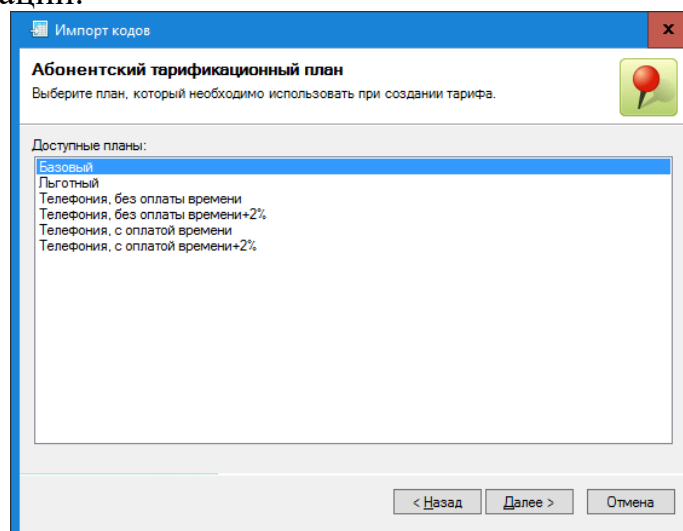 Импорт кодов
Абонентский тарификационный план
Выберите план, который необходимо использовать при создании тарифа.
Доступные планы:
Базовый
Льготный
Телефония, без оплаты времени
Телефония, без оплаты времени+2%
Телефония, с оплатой времени
Телефония, с оплатой времени+2%
< Назад Далее > Отмена